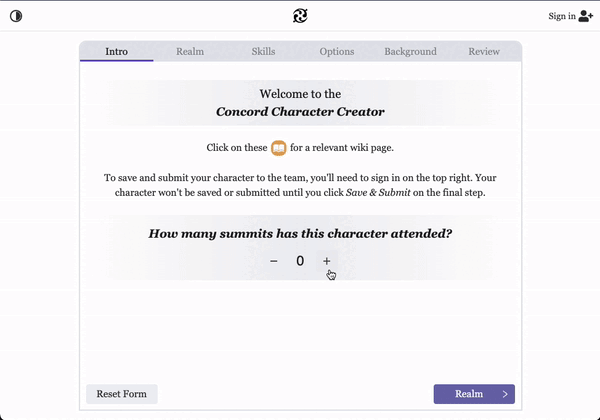 Sign in
Intro Realm Skills Options Background Review
Welcome to the
Concord Character Creator
Click on these for a relevant wiki page.
To save and submit your character to the team, you'll need to sign in on the top right. Your
character won't be saved or submitted until you click Save & Submit on the final step.
How many summits has this character attended?
− 0 +
Reset Form
Realm >